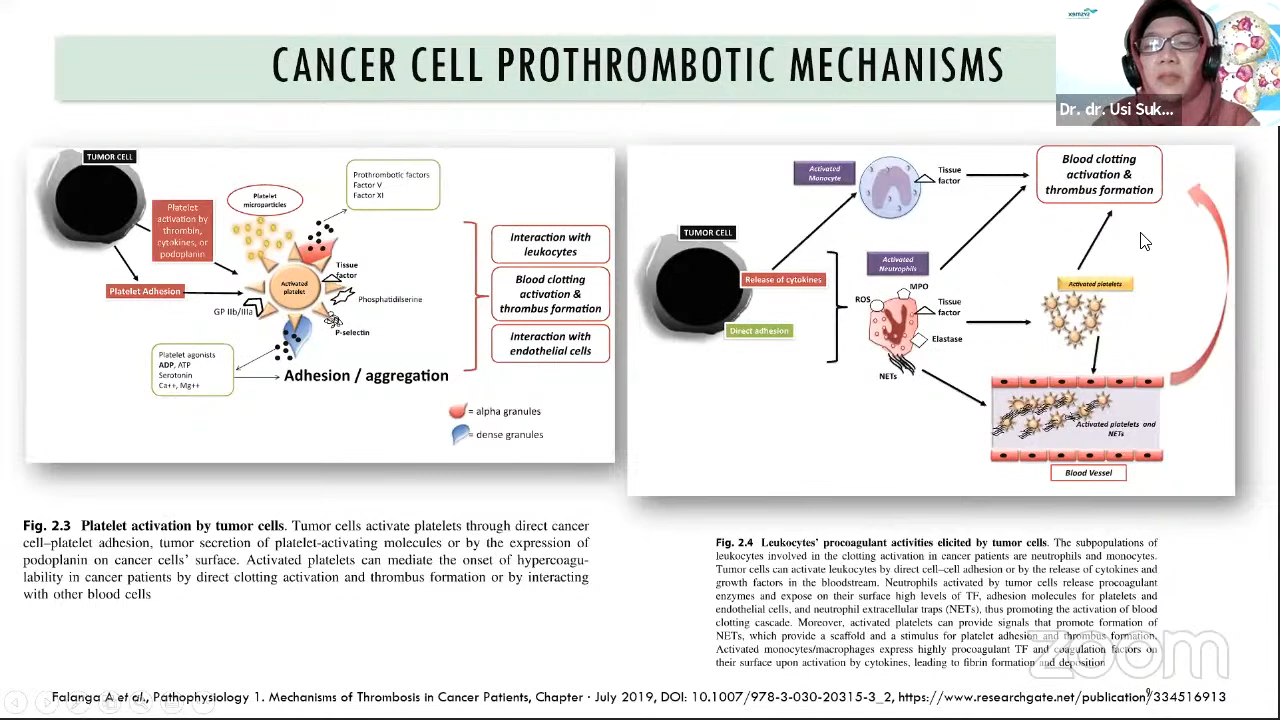 CANCER CELL PROTHROMBOTIC MECHANISMS
Dr. dr. Usi Suk...
TUMOR CELL
Platelet
activation by
thrombin,
cytokines, or
podoplanin
Platelet Adhesion
Platelet
microparticles
Prothrombotic factors
Factor V
Factor XI
Activated
platelet
Tissue
factor
Phosphatidilserine
GP IIb/IIIa
P-selectin
Platelet agonists
ADP, ATP
Serotonin
Ca++, Mg++
Adhesion / aggregation
Interaction with
leukocytes
Blood clotting
activation &
thrombus formation
Interaction with
endothelial cells
= alpha granules
= dense granules
Fig. 2.3 Platelet activation by tumor cells. Tumor cells activate platelets through direct cancer
cell–platelet adhesion, tumor secretion of platelet-activating molecules or by the expression of
podoplanin on cancer cells' surface. Activated platelets can mediate the onset of hypercoagu-
lability in cancer patients by direct clotting activation and thrombus formation or by interacting
with other blood cells
TUMOR CELL
Release of cytokines
Direct adhesion
Activated
Monocyte
Tissue
factor
Activated
Neutrophils
ROS
MPO
Tissue
factor
Elastase
NETs
Blood clotting
activation &
thrombus formation
Activated platelets
Activated platelets and
NETs
Blood Vessel
Fig. 2.4 Leukocytes' procoagulant activities elicited by tumor cells. The subpopulations of
leukocytes involved in the clotting activation in cancer patients are neutrophils and monocytes.
Tumor cells can activate leukocytes by direct cell–cell adhesion or by the release of cytokines and
growth factors in the bloodstream. Neutrophils activated by tumor cells release procoagulant
enzymes and expose on their surface high levels of TF, adhesion molecules for platelets and
endothelial cells, and neutrophil extracellular traps (NETs), thus promoting the activation of blood
clotting cascade. Moreover, activated platelets can provide signals that promote formation of
NETs, which provide a scaffold and a stimulus for platelet adhesion and thrombus formation.
Activated monocytes/macrophages express highly procoagulant TF and coagulation factors on
their surface upon activation by cytokines, leading to fibrin formation and deposition
zoom
Falanga A et al., Pathophysiology 1. Mechanisms of Thrombosis in Cancer Patients, Chapter · July 2019, DOI: 10.1007/978-3-030-20315-3_2, https://www.researchgate.net/publication/334516913